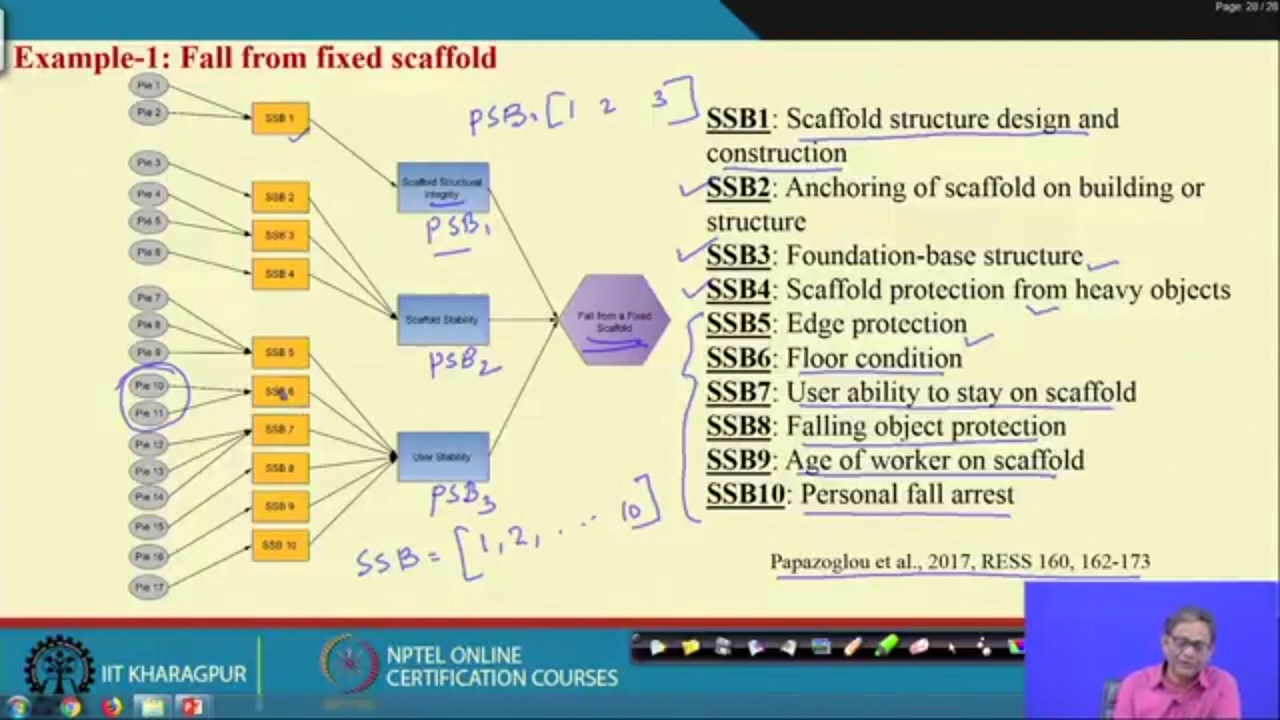 Page: 28 / 28
Example-1: Fall from fixed scaffold
Pie 1
Pie 2
Pie 3
Pie 4
Pie 5
Pie 6
Pie 7
Pie 8
Pie 9
Pie 10
Pie 11
Pie 12
Pie 13
Pie 14
Pie 15
Pie 16
Pie 17
SSB 1
SSB 2
SSB 3
SSB 4
SSB 5
SSB 6
SSB 7
SSB 8
SSB 9
SSB 10
Scaffold Structural
Integrity
PSB1
Scaffold Stability
PSB2
User Stability
PSB3
Fall from a Fixed
Scaffold
PSB = [1 2 3]
SSB = [1, 2, ... 10]
SSB1: Scaffold structure design and
construction
SSB2: Anchoring of scaffold on building or
structure
SSB3: Foundation-base structure
SSB4: Scaffold protection from heavy objects
SSB5: Edge protection
SSB6: Floor condition
SSB7: User ability to stay on scaffold
SSB8: Falling object protection
SSB9: Age of worker on scaffold
SSB10: Personal fall arrest
Papazoglou et al., 2017, RESS 160, 162-173
IIT KHARAGPUR
NPTEL ONLINE
CERTIFICATION COURSES